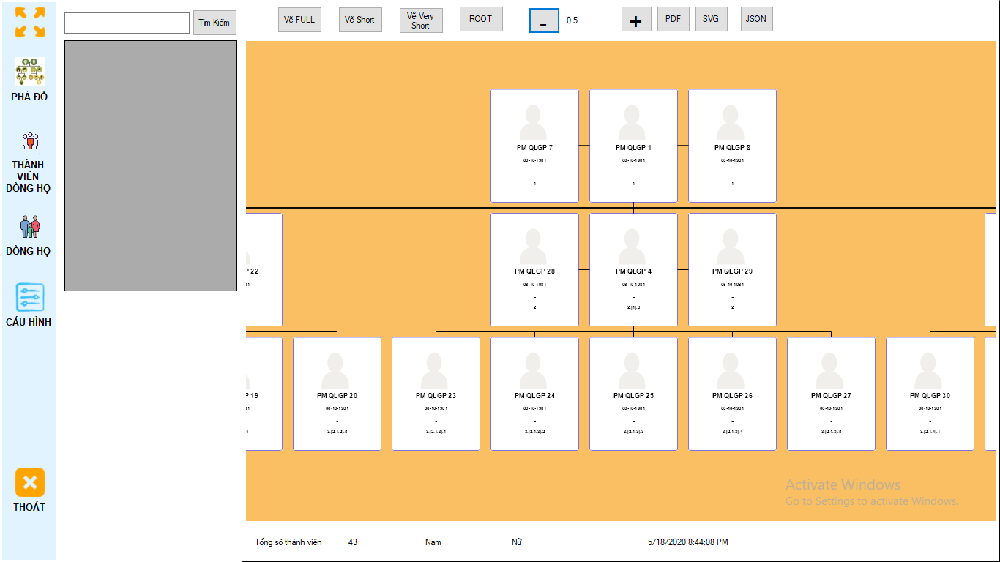 PHẢ ĐỒ
THÀNH
VIÊN
DÒNG HỌ
DÒNG HỌ
CẤU HÌNH
THOÁT
Tìm Kiếm
Vẽ FULL
Vẽ Short
Vẽ Very
Short
ROOT
-
0.5
+
PDF
SVG
JSON
PM QLGP 7
06-10-1981
-
1
PM QLGP 1
06-10-1981
-
1
PM QLGP 8
06-10-1981
-
1
P 22
PM QLGP 28
06-10-1981
-
2
PM QLGP 4
06-10-1981
-
2.[1].3
PM QLGP 29
06-10-1981
-
2
P 19
4
PM QLGP 20
06-10-1981
-
3.[2.1.2].5
PM QLGP 23
06-10-1981
-
3.[2.1.3].1
PM QLGP 24
06-10-1981
-
3.[2.1.3].2
PM QLGP 25
06-10-1981
-
3.[2.1.3].3
PM QLGP 26
06-10-1981
-
3.[2.1.3].4
PM QLGP 27
06-10-1981
-
3.[2.1.3].5
PM QLGP 30
06-10-1981
-
3.[2.1.4].1
Activate Windows
Go to Settings to activate Windows.
Tổng số thành viên 43 Nam Nữ 5/18/2020 8:44:08 PM